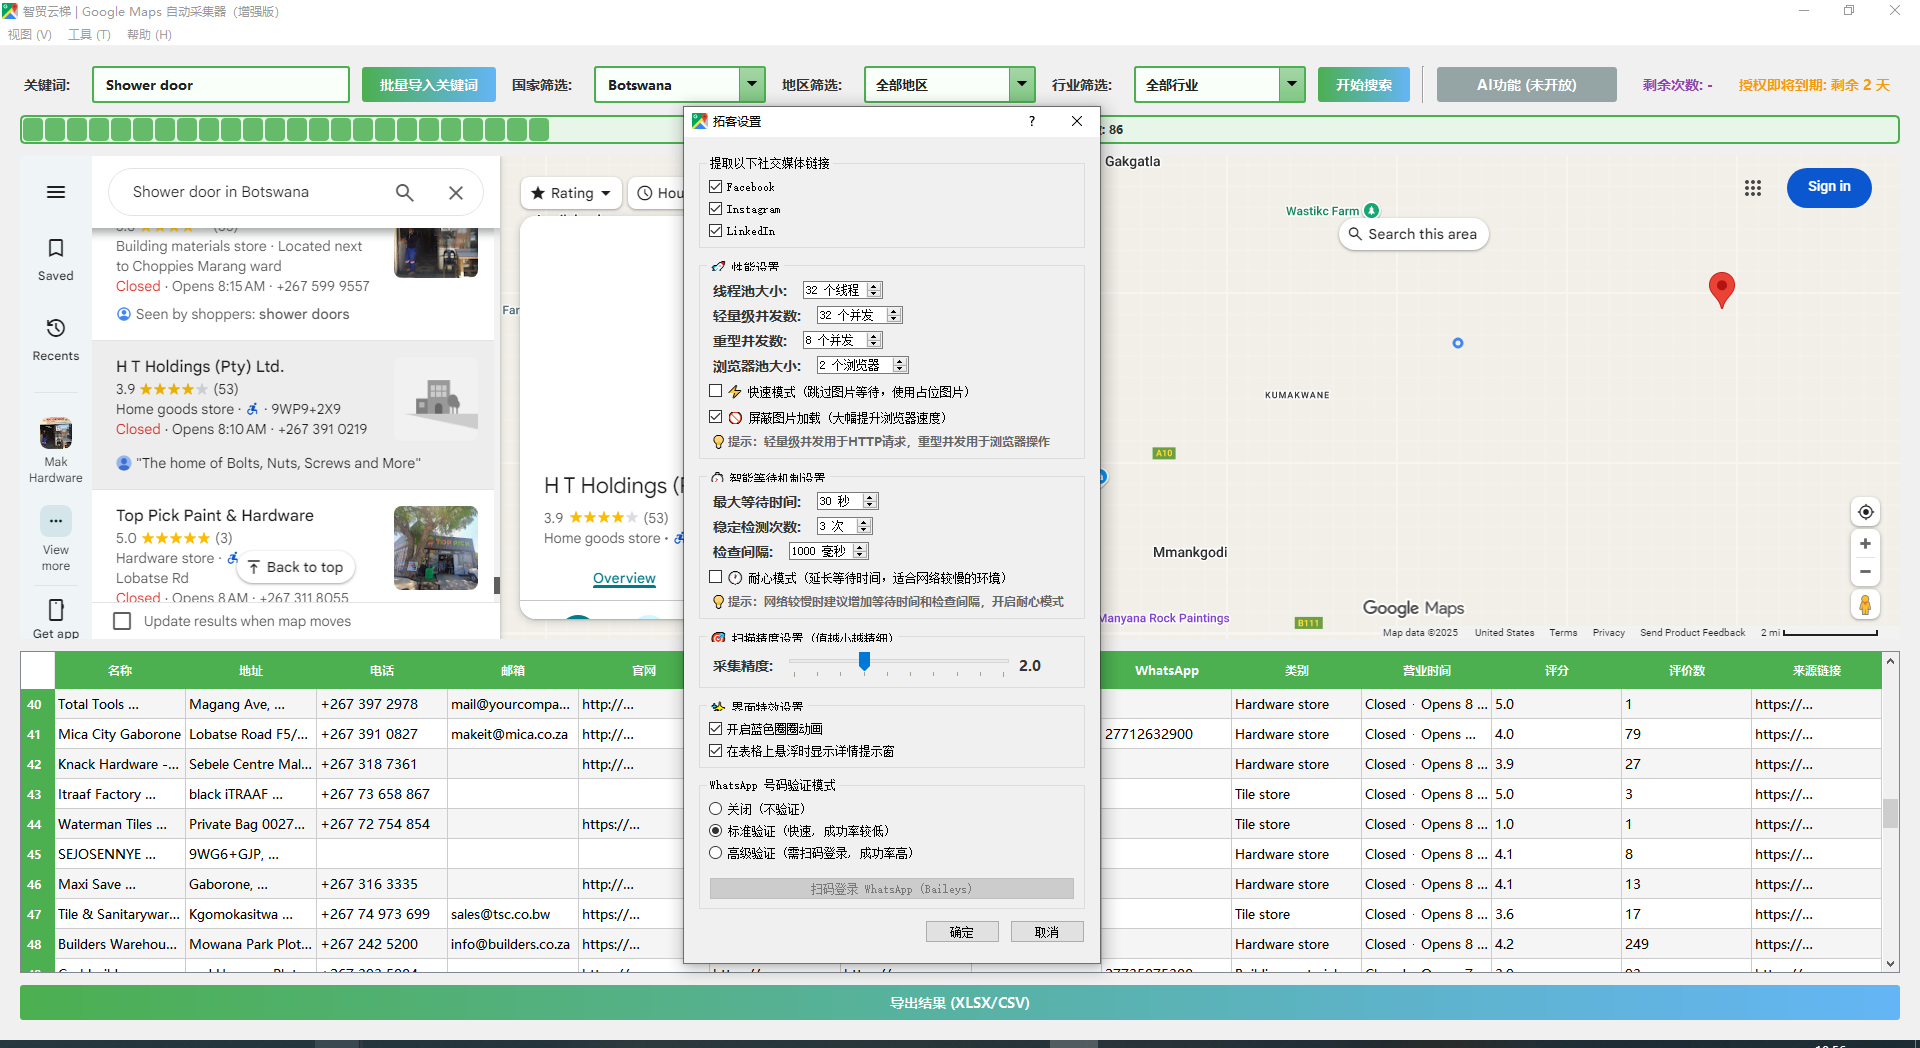 智贸云梯 | Google Maps 自动采集器（增强版）
视图 (V) 工具 (T) 帮助 (H)
关键词: Shower door 批量导入关键词 国家筛选: Botswana 地区筛选: 全部地区 行业筛选: 全部行业 开始搜索 AI功能 (未开放) 剩余次数: - 授权即将到期: 剩余 2 天
: 86
Shower door in Botswana
Saved
Recents
Mak
Hardware
View
more
Get app
Building materials store · Located next
to Choppies Marang ward
Closed · Opens 8:15 AM · +267 599 9557
Seen by shoppers: shower doors
H T Holdings (Pty) Ltd.
3.9 (53)
Home goods store · 9WP9+2X9
Closed · Opens 8:10 AM · +267 391 0219
"The home of Bolts, Nuts, Screws and More"
Top Pick Paint & Hardware
5.0 (3)
Hardware store ·
Lobatse Rd
Closed · Opens 8 AM · +267 311 8055
Back to top
Update results when map moves
Rating
Hou
Far
H T Holdings (
3.9 (53)
Home goods store ·
Overview
拓客设置 ?
提取以下社交媒体链接
Facebook
Instagram
LinkedIn
性能设置
线程池大小: 32 个线程
轻量级并发数: 32 个并发
重型并发数: 8 个并发
浏览器池大小: 2 个浏览器
快速模式（跳过图片等待，使用占位图片）
屏蔽图片加载（大幅提升浏览器速度）
提示：轻量级并发用于HTTP请求，重型并发用于浏览器操作
智能等待机制设置
最大等待时间: 30 秒
稳定检测次数: 3 次
检查间隔: 1000 毫秒
耐心模式（延长等待时间，适合网络较慢的环境）
提示：网络较慢时建议增加等待时间和检查间隔，开启耐心模式
扫描精度设置（值越小越精细）
采集精度: 2.0
界面特效设置
开启蓝色圈圈动画
在表格上悬浮时显示详情提示窗
WhatsApp 号码验证模式
关闭（不验证）
标准验证（快速，成功率较低）
高级验证（需扫码登录，成功率高）
扫码登录 WhatsApp (Baileys)
确定 取消
Gakgatla
Wastikc Farm
Search this area
Sign in
KUMAKWANE
A10
Mmankgodi
Manyana Rock Paintings
B111
Google Maps
Map data ©2025 United States Terms Privacy Send Product Feedback 2 mi
名称 地址 电话 邮箱 官网 WhatsApp 类别 营业时间 评分 评价数 来源链接
40 Total Tools ... Magang Ave, ... +267 397 2978 mail@yourcompa... http://... Hardware store Closed · Opens 8 ... 5.0 1 https://...
41 Mica City Gaborone Lobatse Road F5/... +267 391 0827 makeit@mica.co.za http://... 27712632900 Hardware store Closed · Opens ... 4.0 79 https://...
42 Knack Hardware -... Sebele Centre Mal... +267 318 7361 http://... Hardware store Closed · Opens 8 ... 3.9 27 https://...
43 Itraaf Factory ... black iTRAAF ... +267 73 658 867 Tile store Closed · Opens 8 ... 5.0 3 https://...
44 Waterman Tiles ... Private Bag 0027... +267 72 754 854 https://... Tile store Closed · Opens 8 ... 1.0 1 https://...
45 SEJOSENNYE ... 9WG6+GJP, ... Hardware store Closed · Opens 8 ... 4.1 8 https://...
46 Maxi Save ... Gaborone, ... +267 316 3335 http://... Hardware store Closed · Opens 8 ... 4.1 13 https://...
47 Tile & Sanitarywar... Kgomokasitwa ... +267 74 973 699 sales@tsc.co.bw https://... Tile store Closed · Opens 8 ... 3.6 17 https://...
48 Builders Warehou... Mowana Park Plot... +267 242 5200 info@builders.co.za https://... Hardware store Closed · Opens 8 ... 4.2 249 https://...
导出结果 (XLSX/CSV)